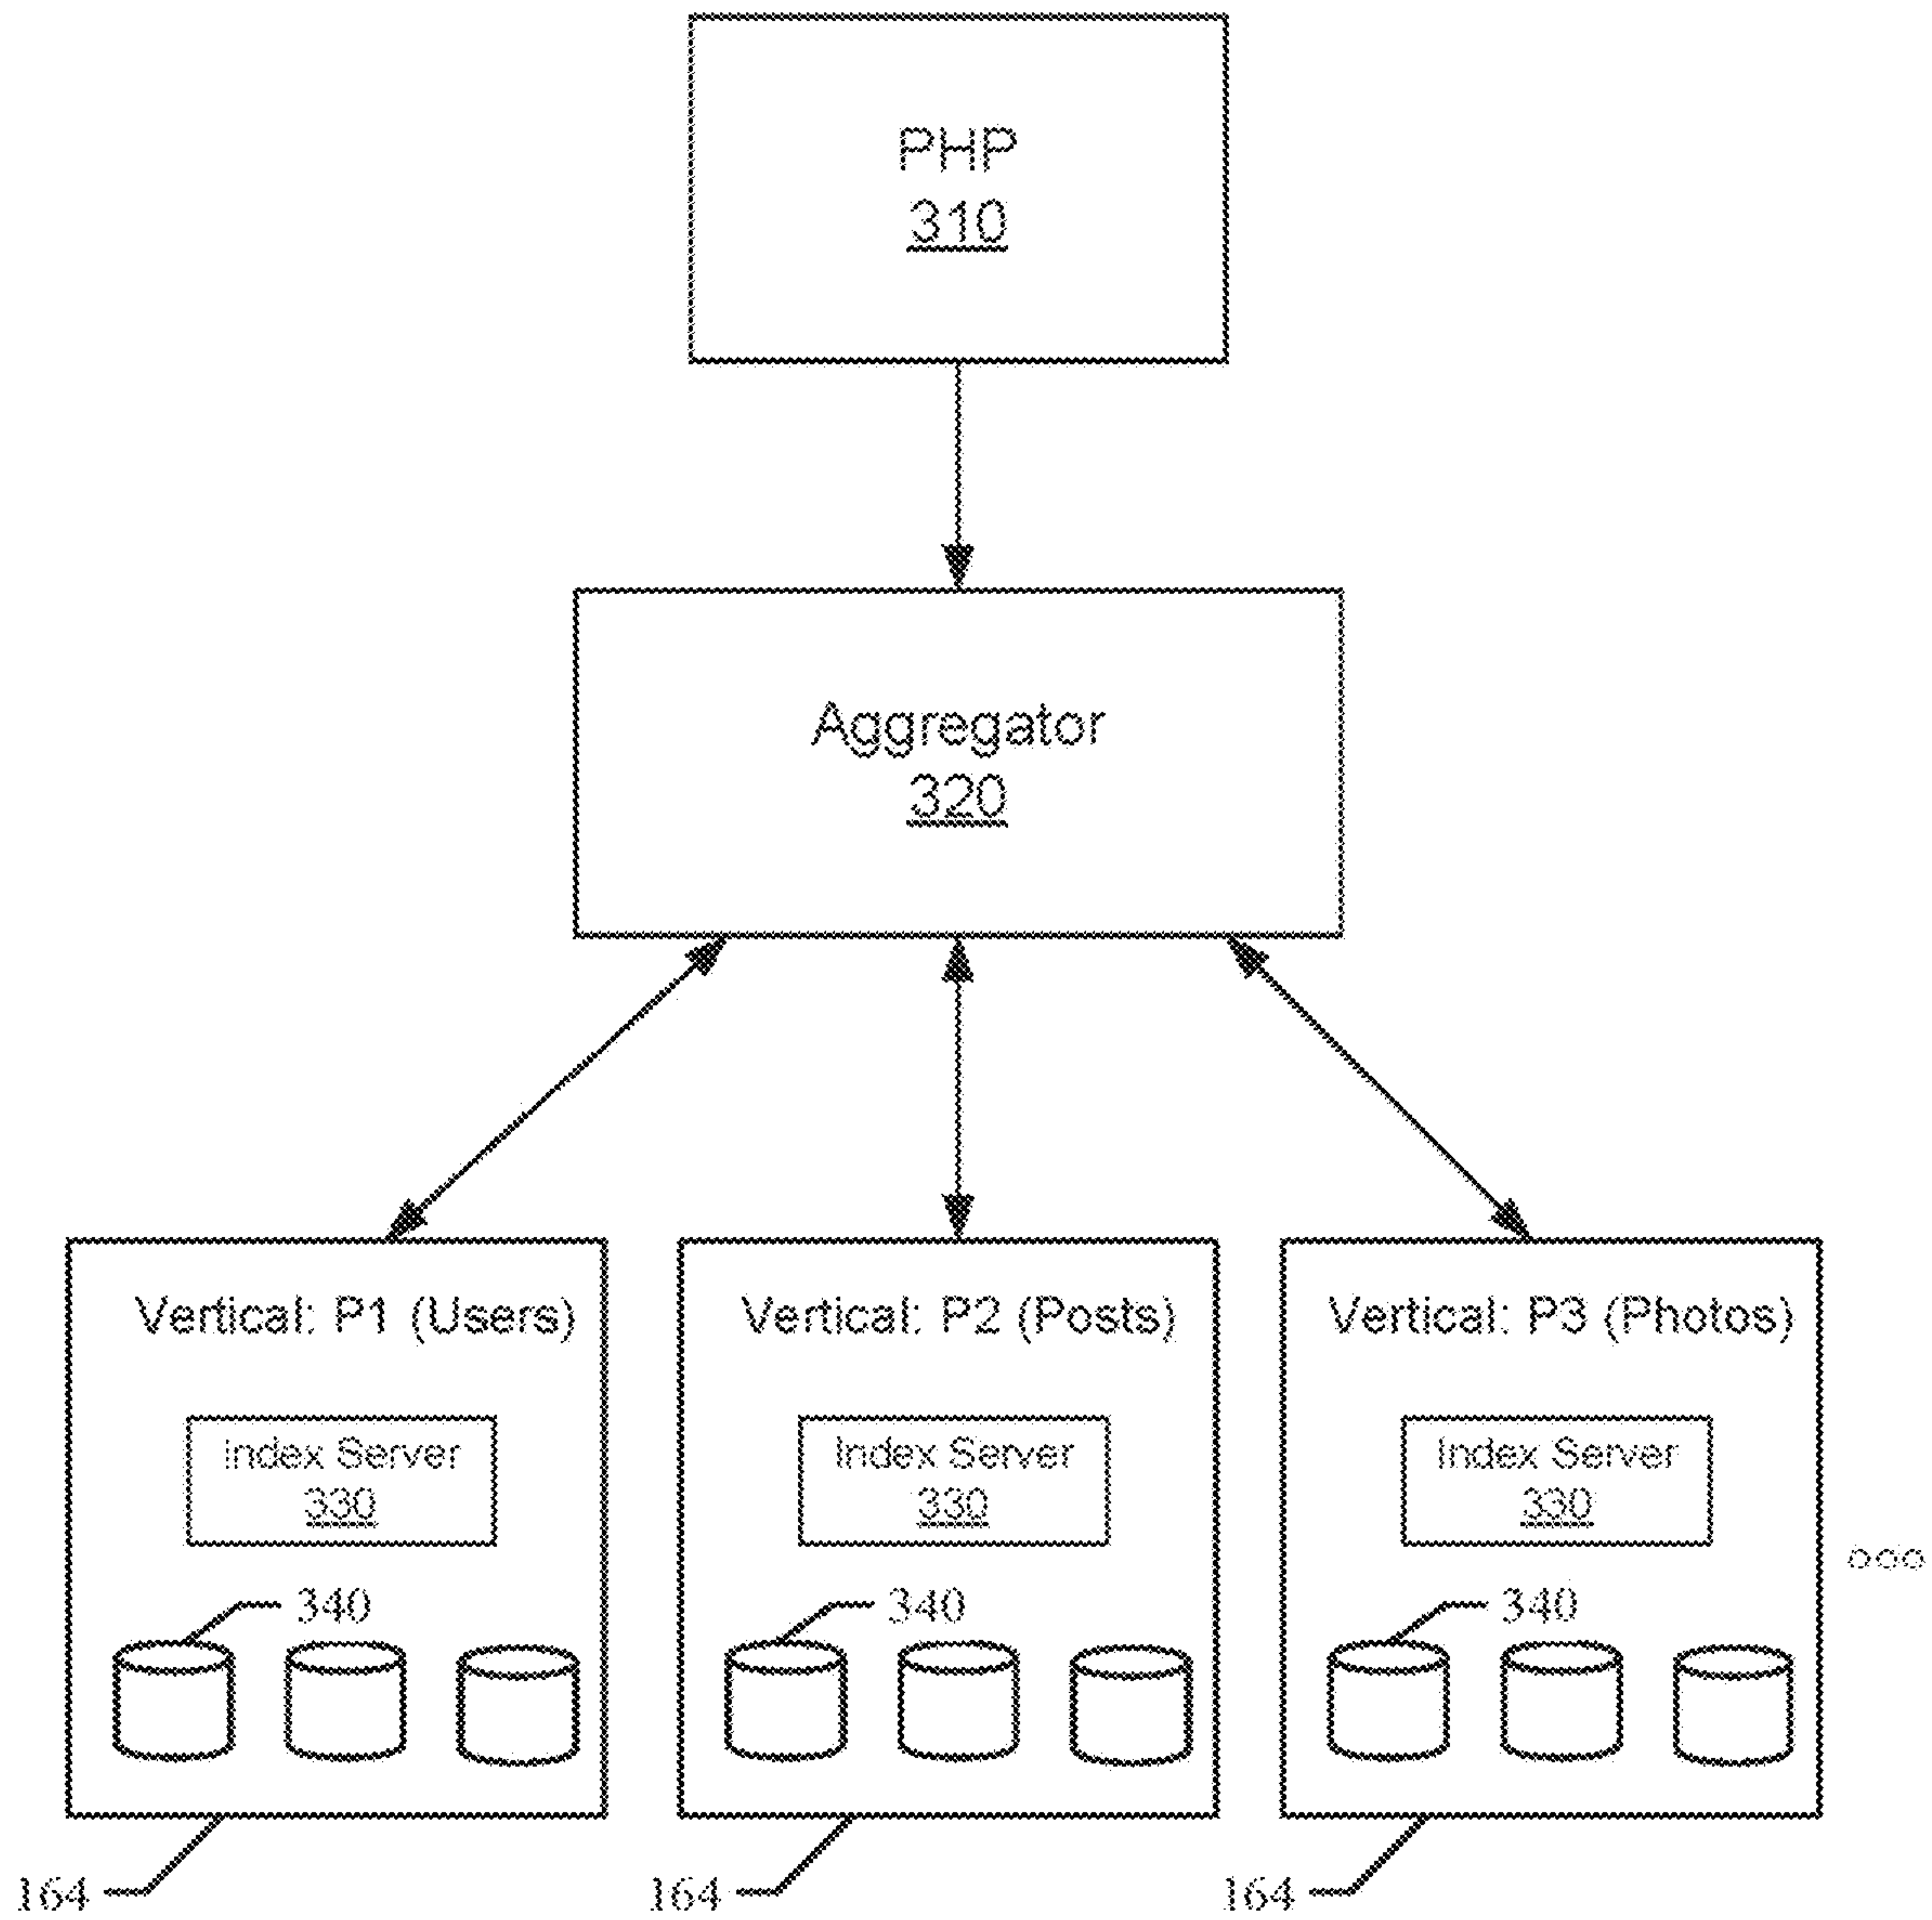 PHP
310
Aggregator
320
Vertical: P1 (Users)
Index Server
330
340
164
Vertical: P2 (Posts)
Index Server
330
340
164
Vertical: P3 (Photos)
Index Server
330
340
164